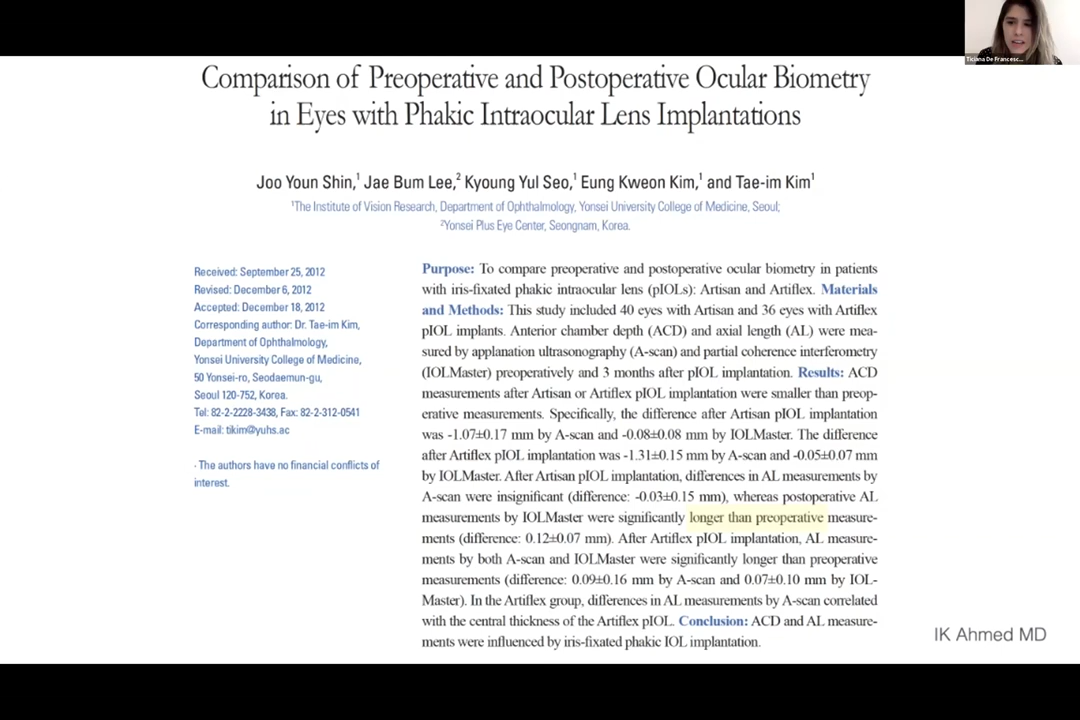 Ticiana De Francesc...
Comparison of Preoperative and Postoperative Ocular Biometry
in Eyes with Phakic Intraocular Lens Implantations
Joo Youn Shin,1 Jae Bum Lee,2 Kyoung Yul Seo,1 Eung Kweon Kim,1 and Tae-im Kim1
1The Institute of Vision Research, Department of Ophthalmology, Yonsei University College of Medicine, Seoul;
2Yonsei Plus Eye Center, Seongnam, Korea.
Received: September 25, 2012
Revised: December 6, 2012
Accepted: December 18, 2012
Corresponding author: Dr. Tae-im Kim,
Department of Ophthalmology,
Yonsei University College of Medicine,
50 Yonsei-ro, Seodaemun-gu,
Seoul 120-752, Korea.
Tel: 82-2-2228-3438, Fax: 82-2-312-0541
E-mail: tikim@yuhs.ac
· The authors have no financial conflicts of
interest.
Purpose: To compare preoperative and postoperative ocular biometry in patients
with iris-fixated phakic intraocular lens (pIOLs): Artisan and Artiflex. Materials
and Methods: This study included 40 eyes with Artisan and 36 eyes with Artiflex
pIOL implants. Anterior chamber depth (ACD) and axial length (AL) were mea-
sured by applanation ultrasonography (A-scan) and partial coherence interferometry
(IOLMaster) preoperatively and 3 months after pIOL implantation. Results: ACD
measurements after Artisan or Artiflex pIOL implantation were smaller than preop-
erative measurements. Specifically, the difference after Artisan pIOL implantation
was -1.07±0.17 mm by A-scan and -0.08±0.08 mm by IOLMaster. The difference
after Artiflex pIOL implantation was -1.31±0.15 mm by A-scan and -0.05±0.07 mm
by IOLMaster. After Artisan pIOL implantation, differences in AL measurements by
A-scan were insignificant (difference: -0.03±0.15 mm), whereas postoperative AL
measurements by IOLMaster were significantly longer than preoperative measure-
ments (difference: 0.12±0.07 mm). After Artiflex pIOL implantation, AL measure-
ments by both A-scan and IOLMaster were significantly longer than preoperative
measurements (difference: 0.09±0.16 mm by A-scan and 0.07±0.10 mm by IOL-
Master). In the Artiflex group, differences in AL measurements by A-scan correlated
with the central thickness of the Artiflex pIOL. Conclusion: ACD and AL measure-
ments were influenced by iris-fixated phakic IOL implantation.
IK Ahmed MD